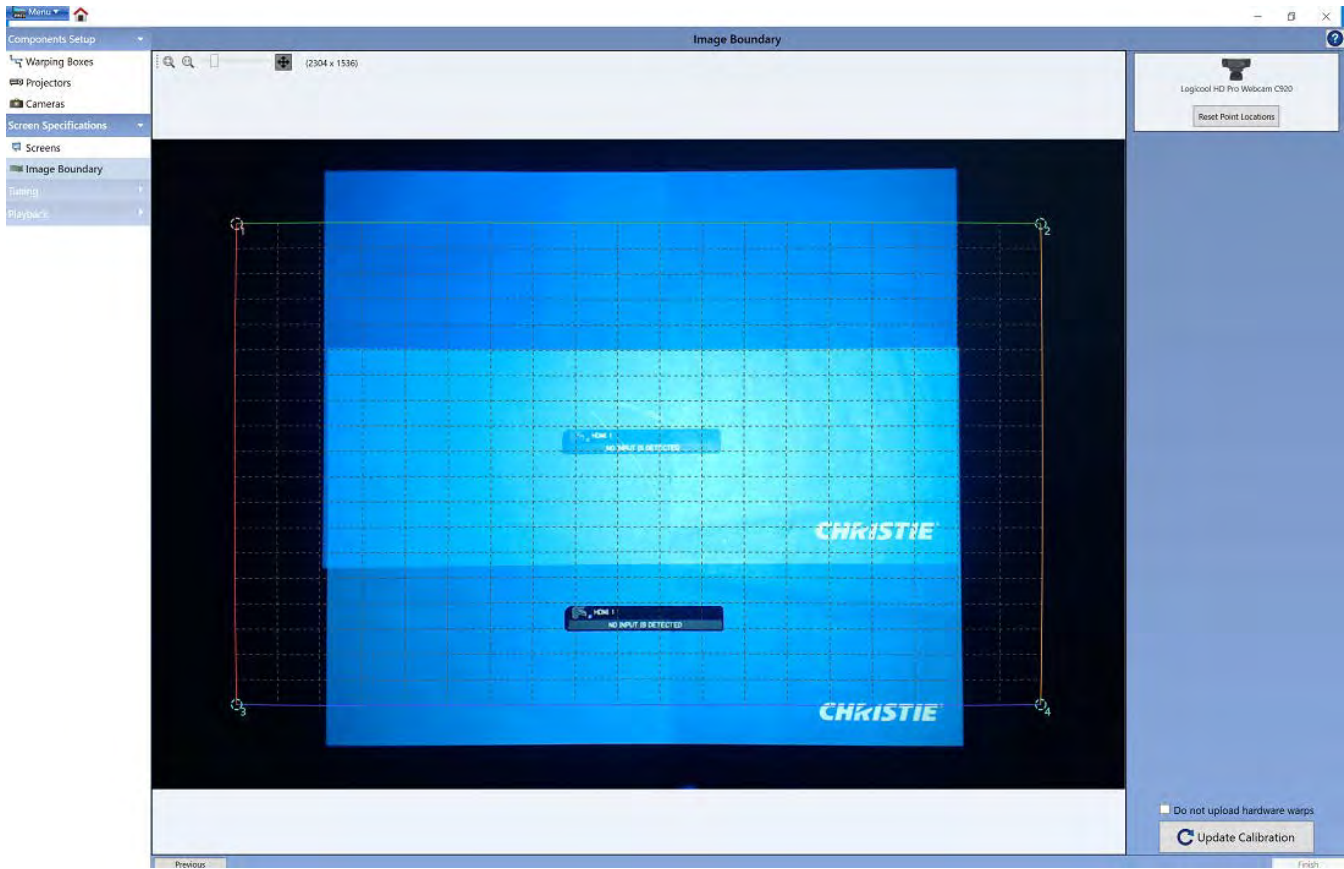 Menu
Components Setup
Image Boundary
?
Warping Boxes
Projectors
Cameras
Screen Specifications
Screens
Image Boundary
Tuning
Playback
(2304 x 1536)
Logicool HD Pro Webcam C920
Reset Point Locations
1
2
HDMI 1
NO INPUT IS DETECTED
CHRISTIE
HDMI 1
NO INPUT IS DETECTED
CHRISTIE
3
4
Do not upload hardware warps
Update Calibration
Previous
Finish